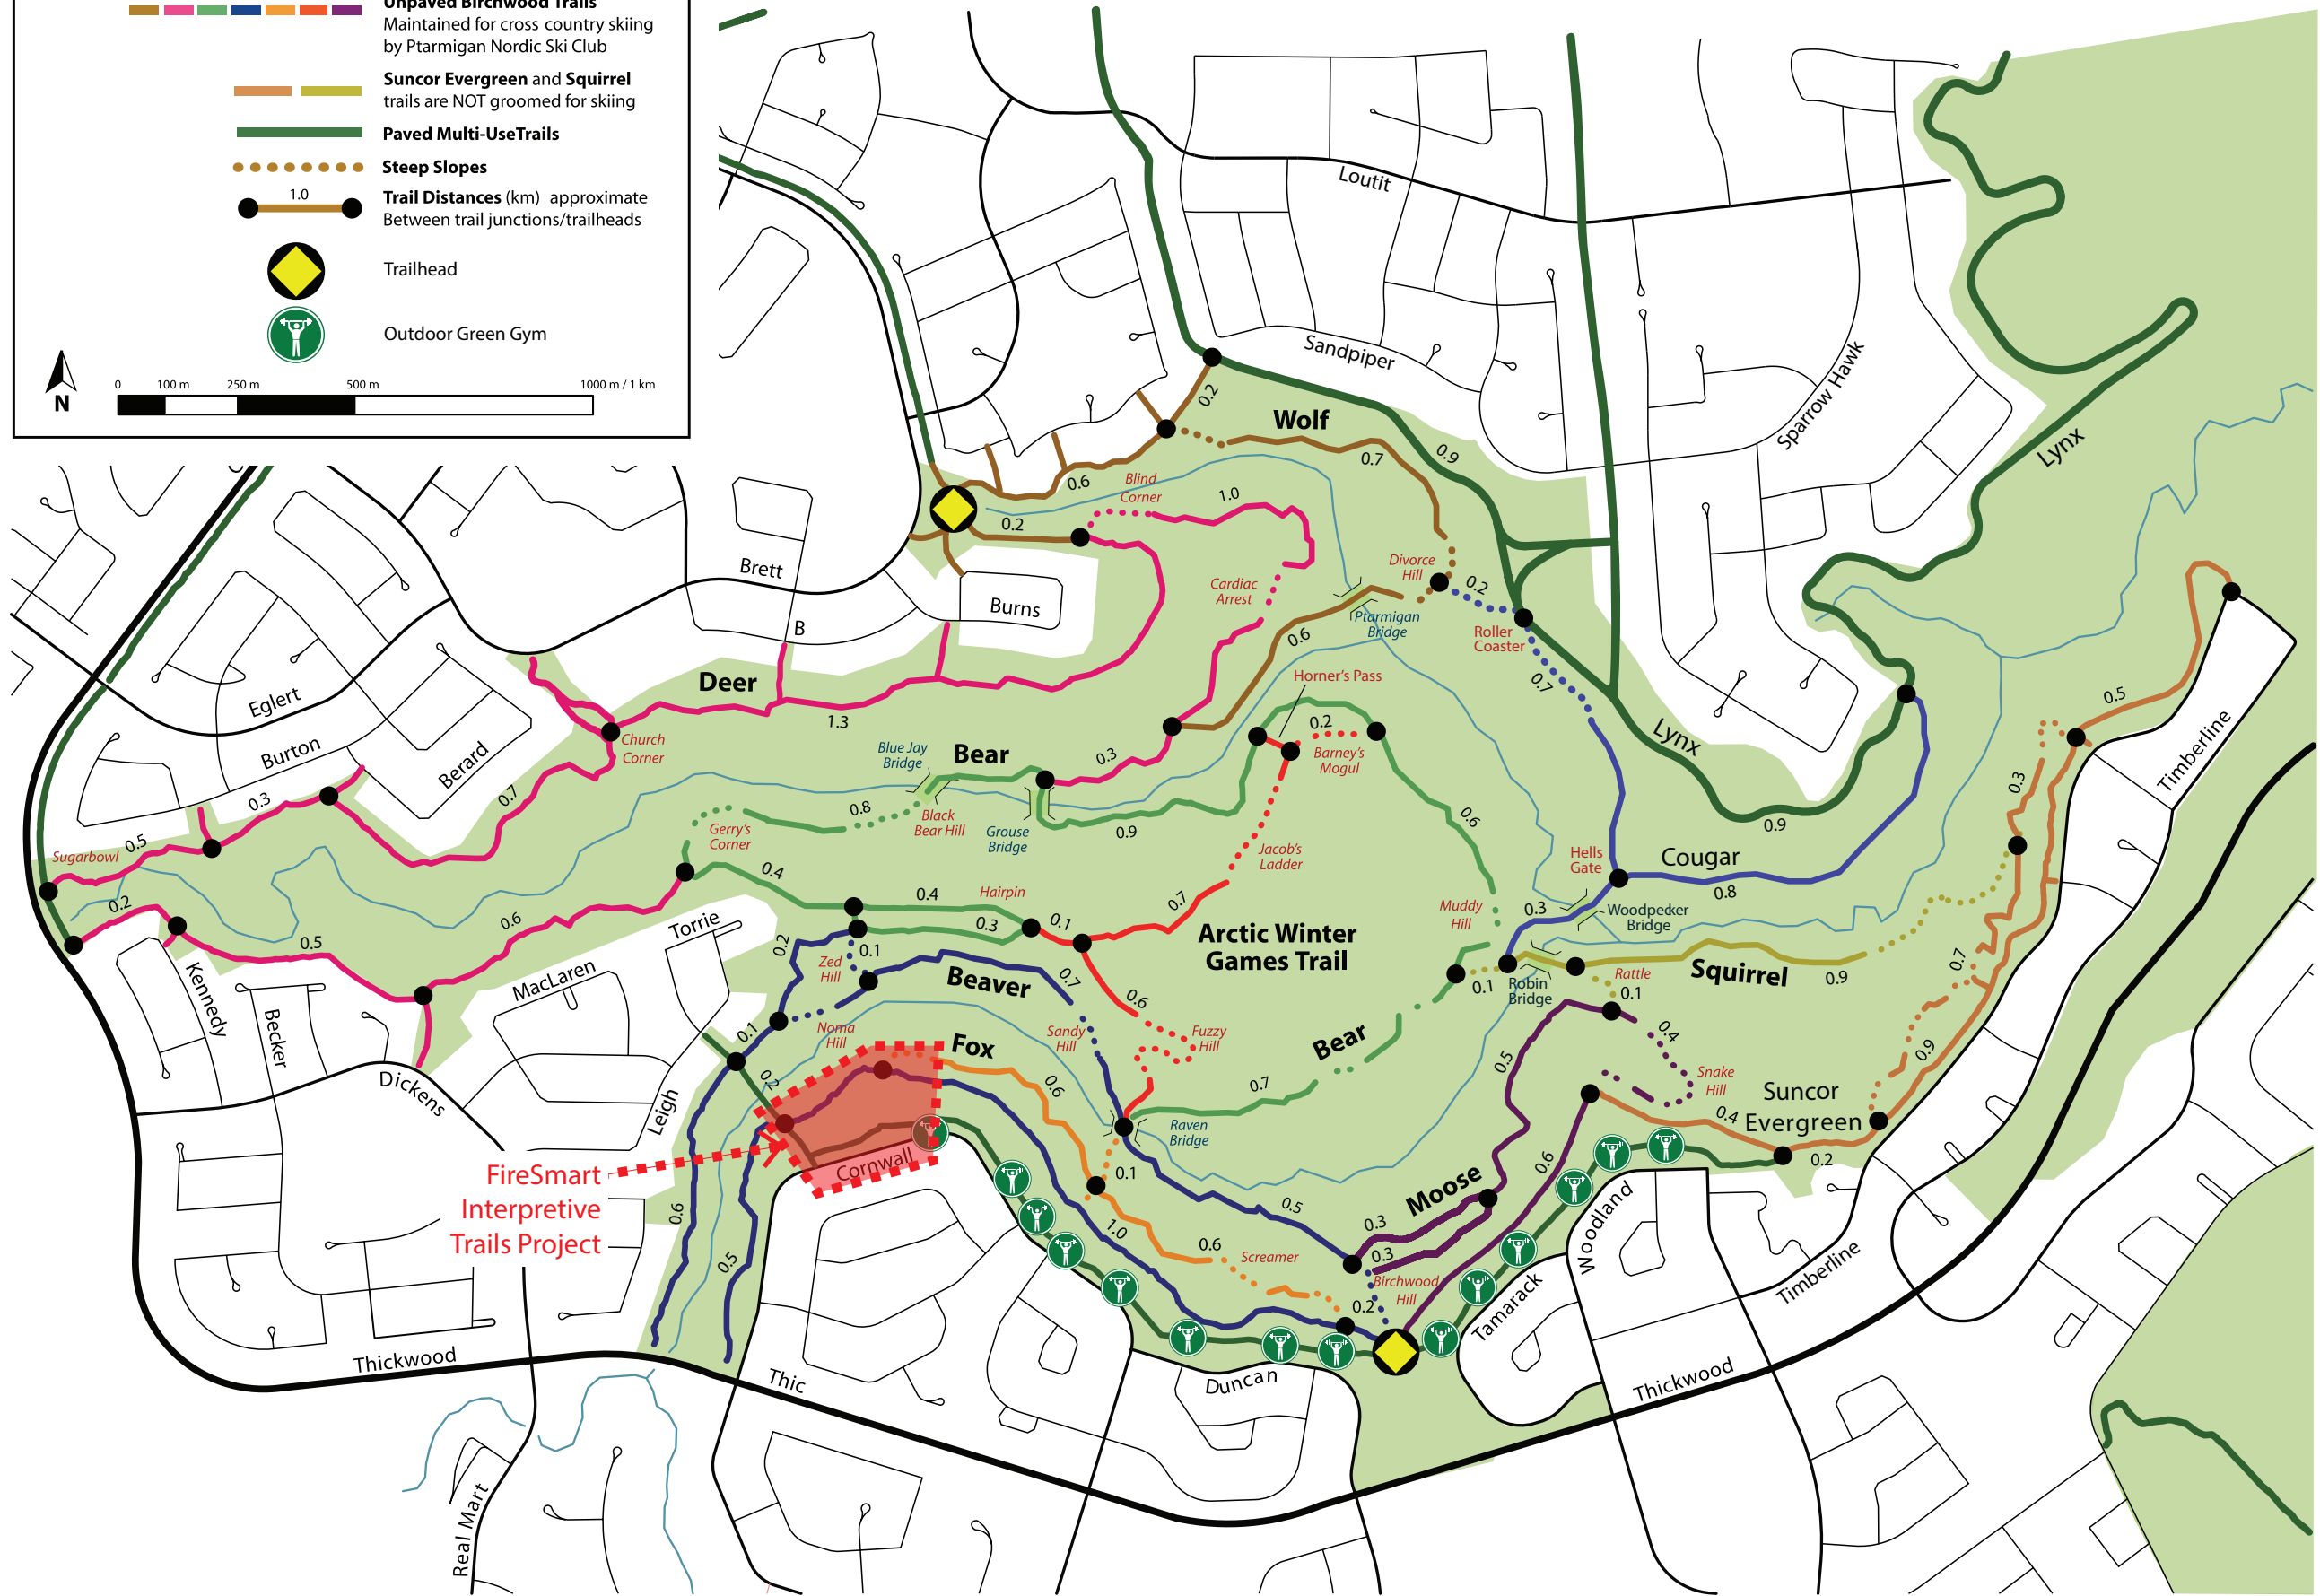 Unpaved Birchwood Trails
Maintained for cross country skiing
by Ptarmigan Nordic Ski Club
Suncor Evergreen and Squirrel
trails are NOT groomed for skiing
Paved Multi-UseTrails
Steep Slopes
1.0
Trail Distances (km) approximate
Between trail junctions/trailheads
Trailhead
Outdoor Green Gym
N
0 100 m 250 m 500 m 1000 m / 1 km
Loutit
Sandpiper
Sparrow Hawk
Lynx
0.2
Wolf
0.7
0.9
0.6
Blind
Corner
1.0
0.2
Brett
Burns
B
Cardiac
Arrest
Divorce
Hill
0.2
Ptarmigan
Bridge
Roller
Coaster
0.6
0.7
Horner's Pass
0.2
Barney's
Mogul
Deer
1.3
Church
Corner
Eglert
Burton
Berard
0.7
0.3
0.5
Sugarbowl
0.2
Blue Jay
Bridge
Bear
0.3
0.8
Black
Bear Hill
Grouse
Bridge
0.9
Gerry's
Corner
0.4
0.4
Hairpin
0.3
0.1
0.7
Jacob's
Ladder
0.6
Lynx
0.9
Hells
Gate
Cougar
0.8
0.3
Woodpecker
Bridge
Muddy
Hill
0.1
Robin
Bridge
Rattle
0.1
Squirrel
0.9
0.5
0.3
Timberline
0.7
0.9
Arctic Winter
Games Trail
0.6
0.5
Torrie
Kennedy
Becker
MacLaren
Dickens
Leigh
0.2
0.1
Zed
Hill
Beaver
0.7
0.1
Noma
Hill
0.2
Fox
0.6
Sandy
Hill
0.6
Fuzzy
Hill
Bear
0.7
Raven
Bridge
0.1
0.5
0.4
Snake
Hill
Suncor
Evergreen
0.4
0.2
Moose
0.6
0.3
0.3
Birchwood
Hill
0.2
Screamer
0.6
1.0
0.5
0.6
Cornwall
FireSmart
Interpretive
Trails Project
Woodland
Tamarack
Timberline
Duncan
Thickwood
Thic
Thickwood
Real Mart